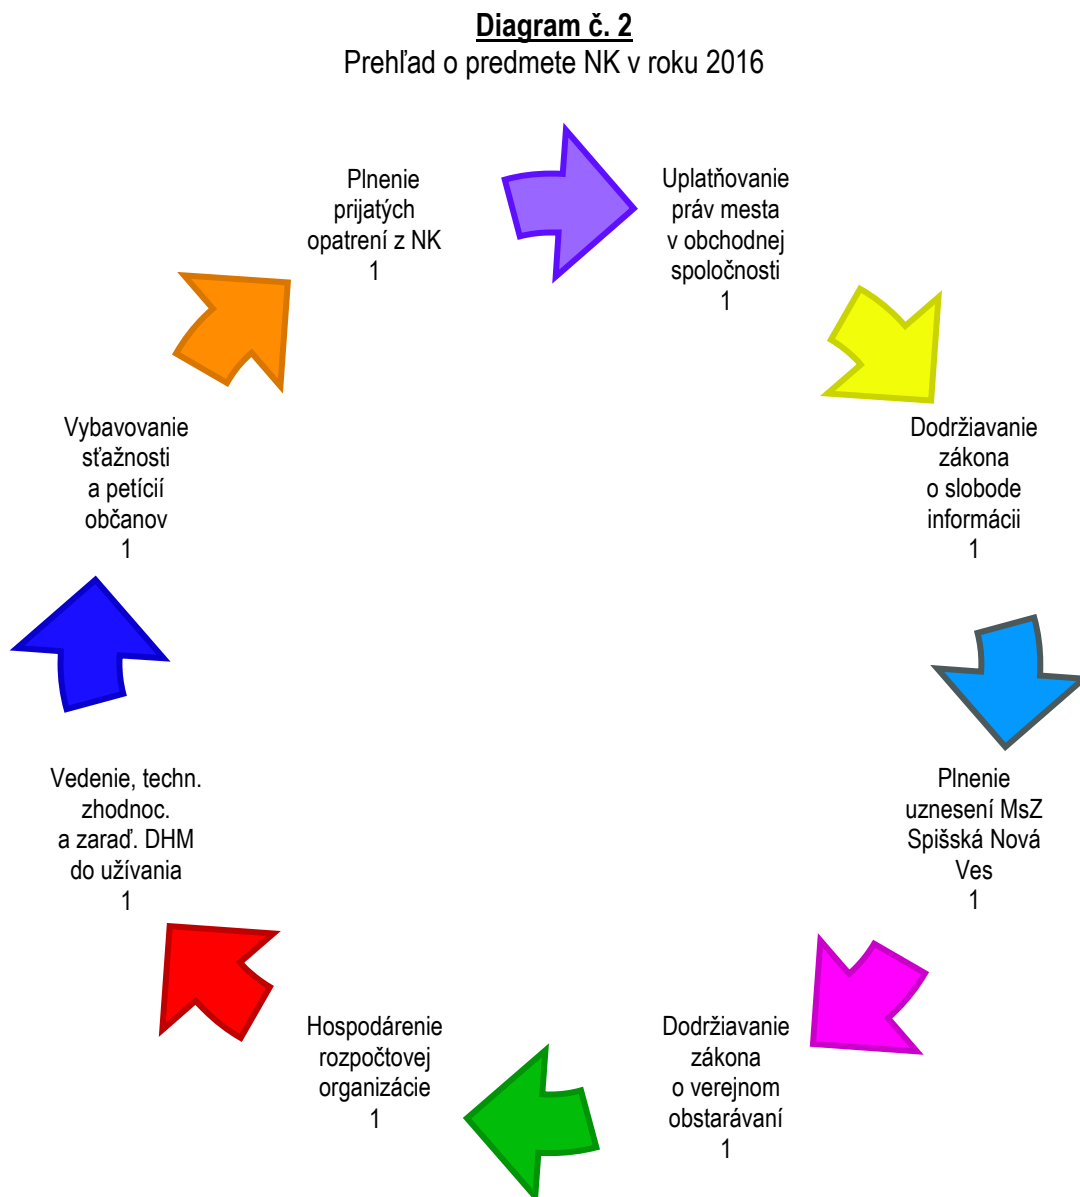 Diagram č. 2
Prehľad o predmete NK v roku 2016
Plnenie
prijatých
opatrení z NK
1
Uplatňovanie
práv mesta
v obchodnej
spoločnosti
1
Dodržiavanie
zákona
o slobode
informácii
1
Plnenie
uznesení MsZ
Spišská Nová
Ves
1
Dodržiavanie
zákona
o verejnom
obstarávaní
1
Hospodárenie
rozpočtovej
organizácie
1
Vedenie, techn.
zhodnoc.
a zaraď. DHM
do užívania
1
Vybavovanie
sťažnosti
a petícií
občanov
1